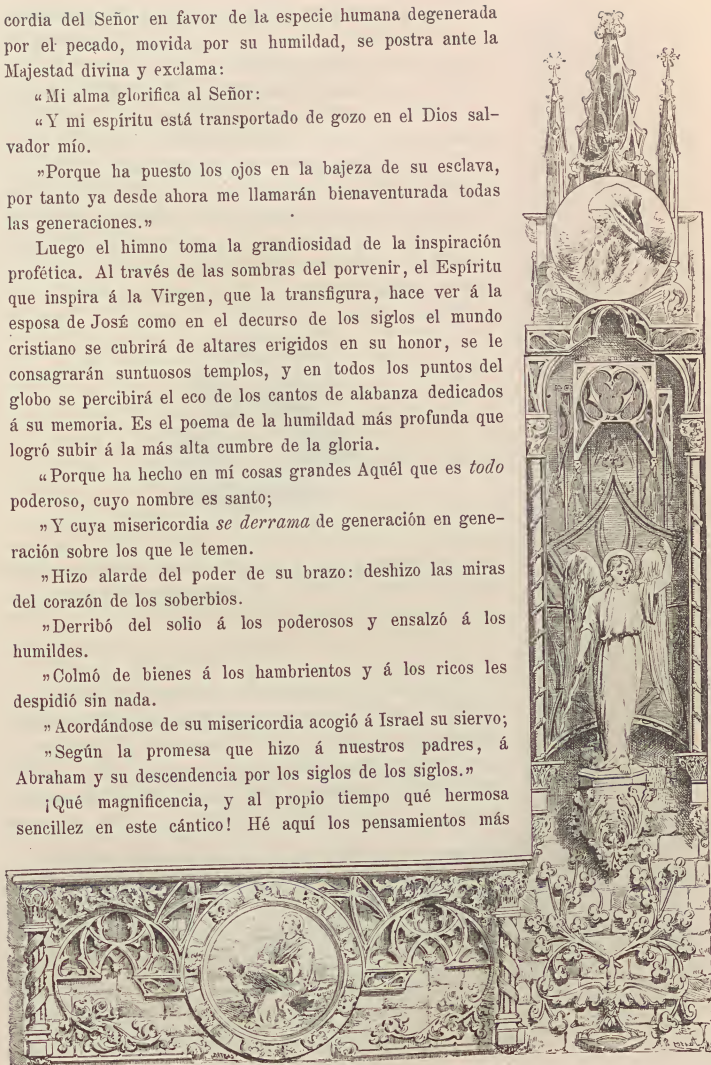 cordia del Señor en favor de la especie humana degenerada
por el pecado, movida por su humildad, se postra ante la
Majestad divina y exclama:
«Mi alma glorifica al Señor:
«Y mi espíritu está transportado de gozo en el Dios sal-
vador mío.
»Porque ha puesto los ojos en la bajeza de su esclava,
por tanto ya desde ahora me llamarán bienaventurada todas
las generaciones.»
Luego el himno toma la grandiosidad de la inspiración
profética. Al través de las sombras del porvenir, el Espíritu
que inspira á la Virgen, que la transfigura, hace ver á la
esposa de José como en el decurso de los siglos el mundo
cristiano se cubrirá de altares erigidos en su honor, se le
consagrarán suntuosos templos, y en todos los puntos del
globo se percibirá el eco de los cantos de alabanza dedicados
á su memoria. Es el poema de la humildad más profunda que
logró subir á la más alta cumbre de la gloria.
«Porque ha hecho en mí cosas grandes Aquél que es todo
poderoso, cuyo nombre es santo;
»Y cuya misericordia se derrama de generación en gene-
ración sobre los que le temen.
»Hizo alarde del poder de su brazo: deshizo las miras
del corazón de los soberbios.
»Derribó del solio á los poderosos y ensalzó á los
humildes.
»Colmó de bienes á los hambrientos y á los ricos les
despidió sin nada.
»Acordándose de su misericordia acogió á Israel su siervo;
»Según la promesa que hizo á nuestros padres, á
Abraham y su descendencia por los siglos de los siglos.»
¡Qué magnificencia, y al propio tiempo qué hermosa
sencillez en este cántico! Hé aquí los pensamientos más